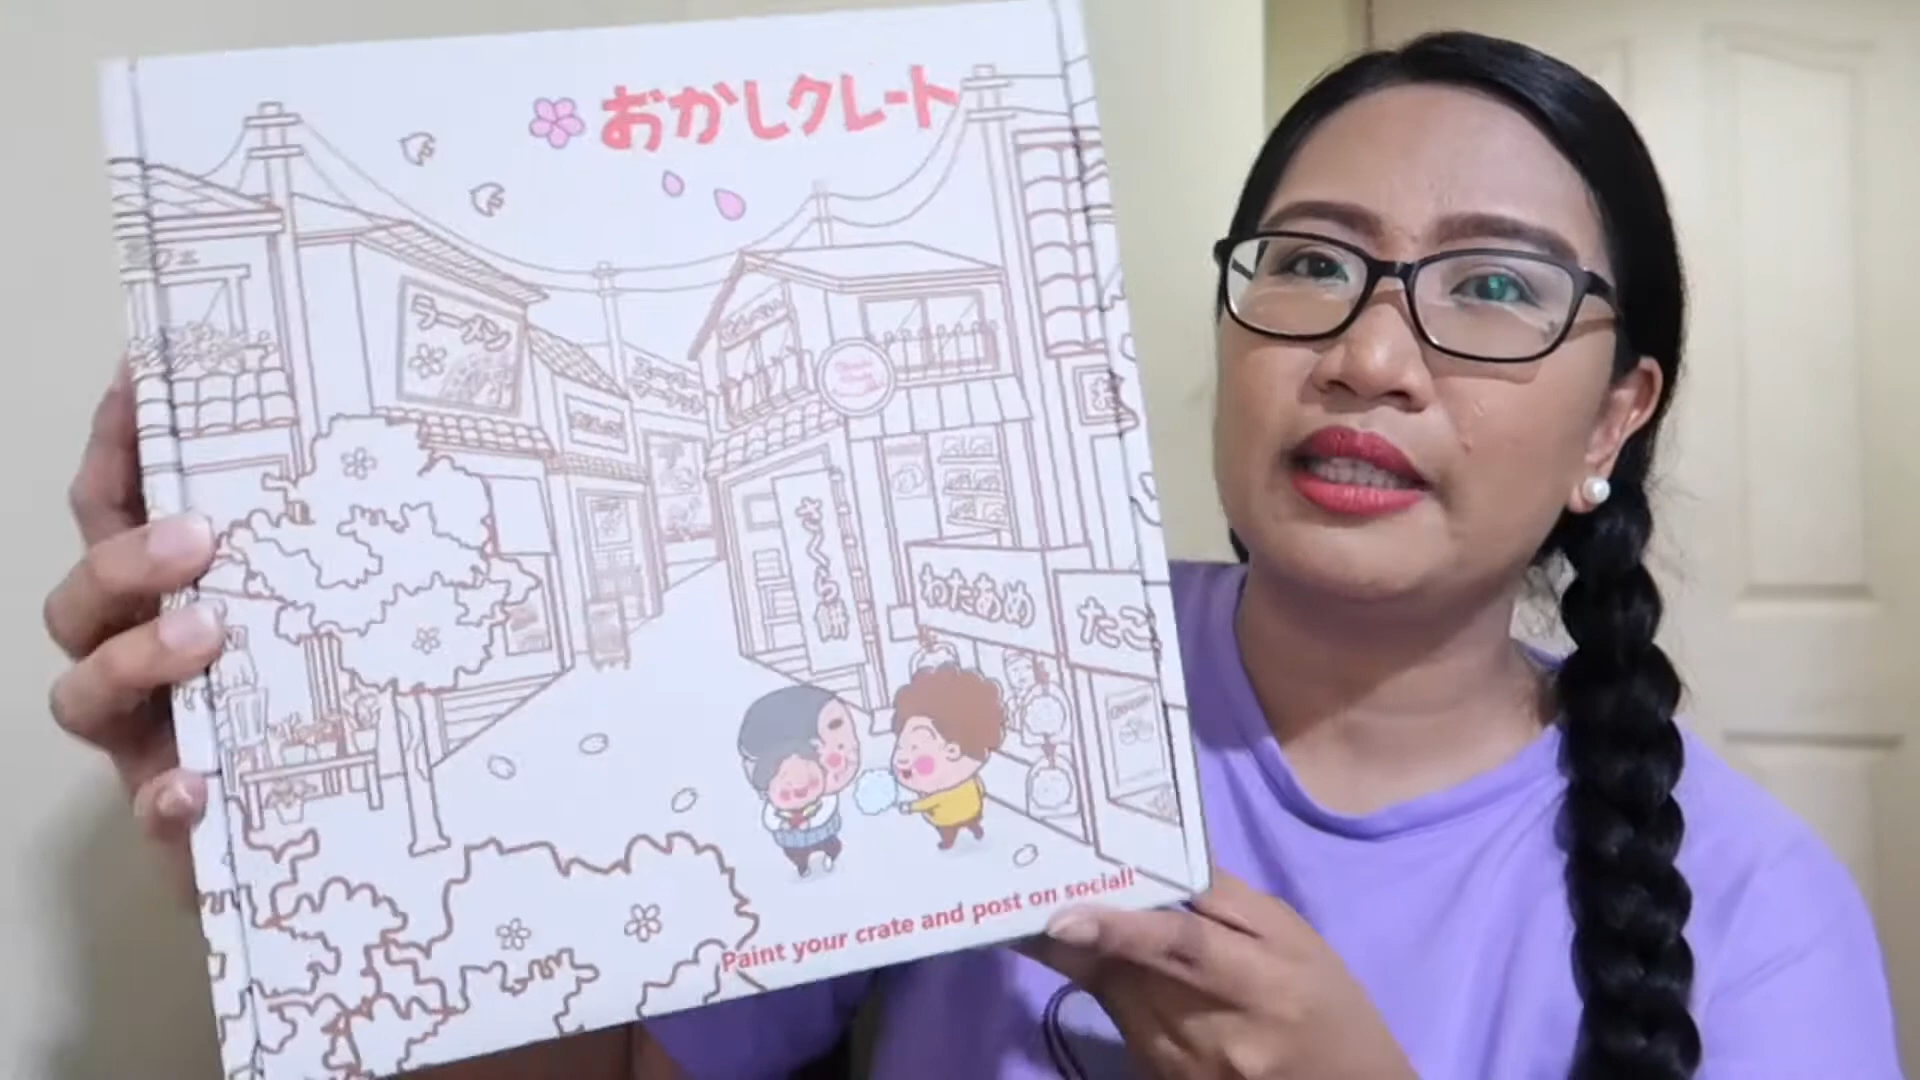 おかしクレート
ラーメン
さくら餅
わたあめ
たこ
Paint your crate and post on social!